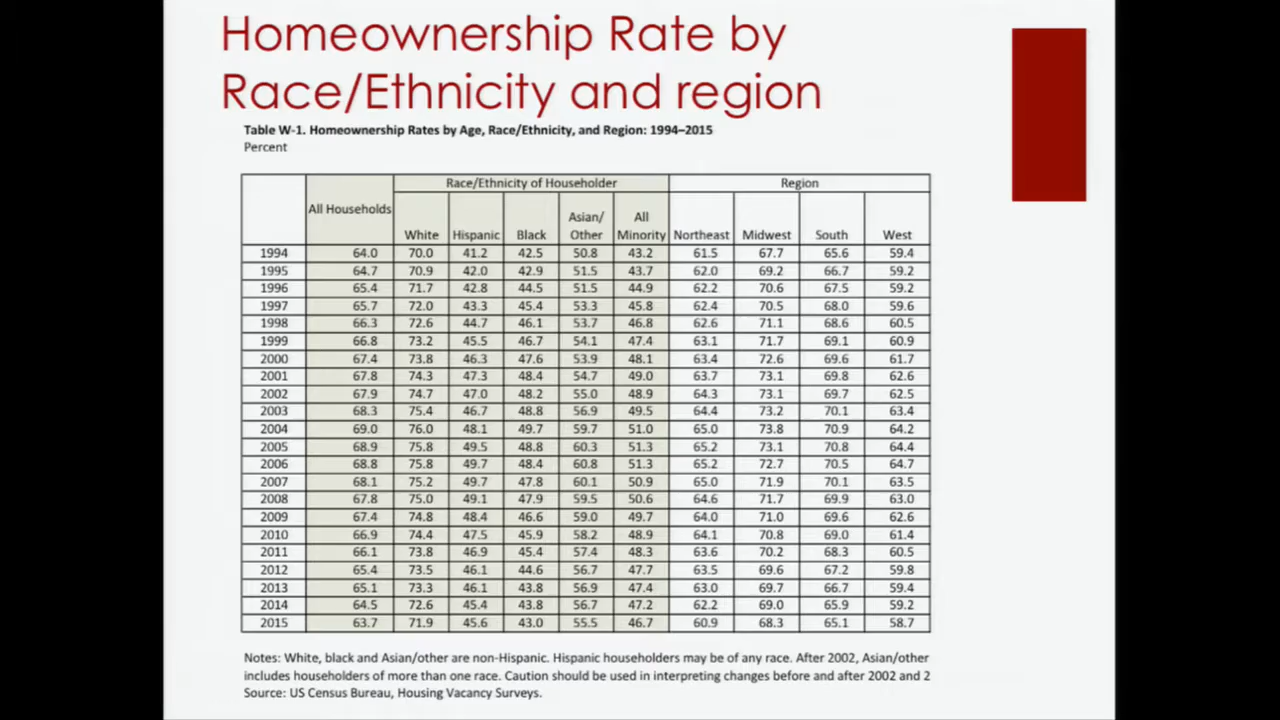 Homeownership Rate by
Race/Ethnicity and region
Table W-1. Homeownership Rates by Age, Race/Ethnicity, and Region: 1994–2015
Percent
Race/Ethnicity of Householder Region
All Households White Hispanic Black Asian/ Other All Minority Northeast Midwest South West
1994 64.0 70.0 41.2 42.5 50.8 43.2 61.5 67.7 65.6 59.4
1995 64.7 70.9 42.0 42.9 51.5 43.7 62.0 69.2 66.7 59.2
1996 65.4 71.7 42.8 44.5 51.5 44.9 62.2 70.6 67.5 59.2
1997 65.7 72.0 43.3 45.4 53.3 45.8 62.4 70.5 68.0 59.6
1998 66.3 72.6 44.7 46.1 53.7 46.8 62.6 71.1 68.6 60.5
1999 66.8 73.2 45.5 46.7 54.1 47.4 63.1 71.7 69.1 60.9
2000 67.4 73.8 46.3 47.6 53.9 48.1 63.4 72.6 69.6 61.7
2001 67.8 74.3 47.3 48.4 54.7 49.0 63.7 73.1 69.8 62.6
2002 67.9 74.7 47.0 48.2 55.0 48.9 64.3 73.1 69.7 62.5
2003 68.3 75.4 46.7 48.8 56.9 49.5 64.4 73.2 70.1 63.4
2004 69.0 76.0 48.1 49.7 59.7 51.0 65.0 73.8 70.9 64.2
2005 68.9 75.8 49.5 48.8 60.3 51.3 65.2 73.1 70.8 64.4
2006 68.8 75.8 49.7 48.4 60.8 51.3 65.2 72.7 70.5 64.7
2007 68.1 75.2 49.7 47.8 60.1 50.9 65.0 71.9 70.1 63.5
2008 67.8 75.0 49.1 47.9 59.5 50.6 64.6 71.7 69.9 63.0
2009 67.4 74.8 48.4 46.6 59.0 49.7 64.0 71.0 69.6 62.6
2010 66.9 74.4 47.5 45.9 58.2 48.9 64.1 70.8 69.0 61.4
2011 66.1 73.8 46.9 45.4 57.4 48.3 63.6 70.2 68.3 60.5
2012 65.4 73.5 46.1 44.6 56.7 47.7 63.5 69.6 67.2 59.8
2013 65.1 73.3 46.1 43.8 56.9 47.4 63.0 69.7 66.7 59.4
2014 64.5 72.6 45.4 43.8 56.7 47.2 62.2 69.0 65.9 59.2
2015 63.7 71.9 45.6 43.0 55.5 46.7 60.9 68.3 65.1 58.7
Notes: White, black and Asian/other are non-Hispanic. Hispanic householders may be of any race. After 2002, Asian/other
includes householders of more than one race. Caution should be used in interpreting changes before and after 2002 and 2
Source: US Census Bureau, Housing Vacancy Surveys.